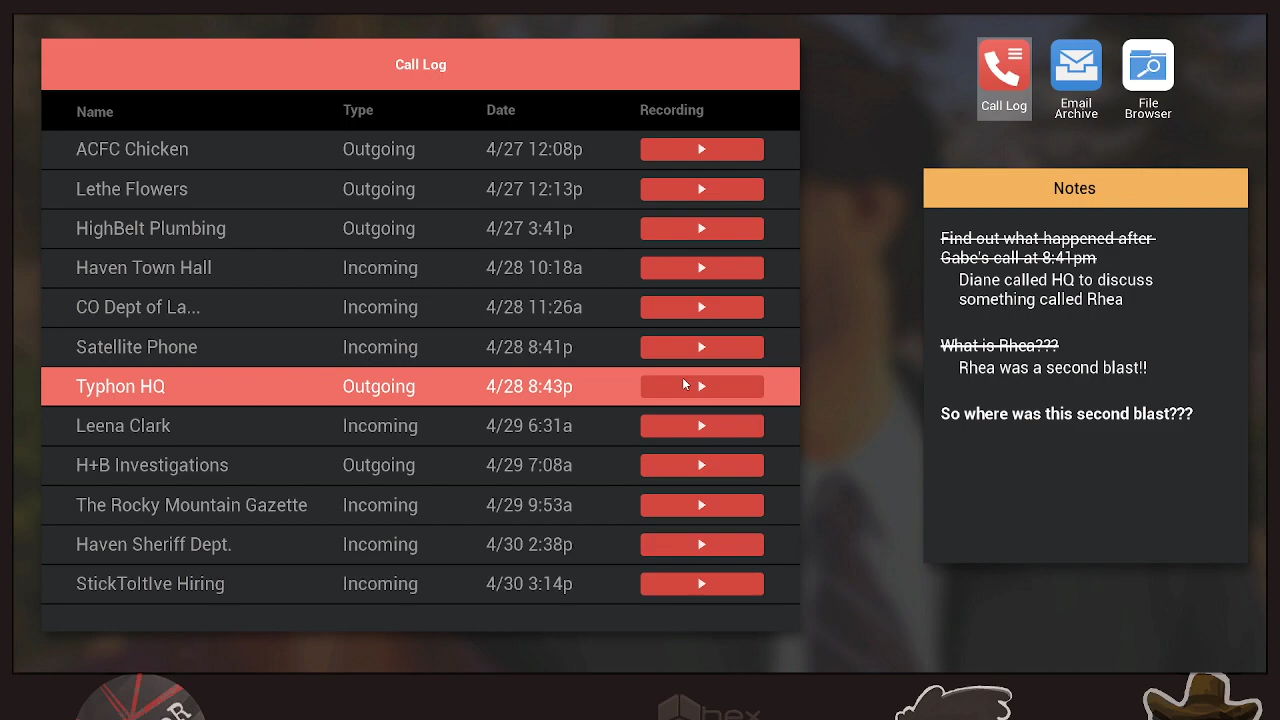 Call Log
Name Type Date Recording
ACFC Chicken Outgoing 4/27 12:08p
Lethe Flowers Outgoing 4/27 12:13p
HighBelt Plumbing Outgoing 4/27 3:41p
Haven Town Hall Incoming 4/28 10:18a
CO Dept of La... Incoming 4/28 11:26a
Satellite Phone Incoming 4/28 8:41p
Typhon HQ Outgoing 4/28 8:43p
Leena Clark Incoming 4/29 6:31a
H+B Investigations Outgoing 4/29 7:08a
The Rocky Mountain Gazette Incoming 4/29 9:53a
Haven Sheriff Dept. Incoming 4/30 2:38p
StickToItIve Hiring Incoming 4/30 3:14p
Call Log
Email
Archive
File
Browser
Notes
Find out what happened after
Gabe's call at 8:41pm
Diane called HQ to discuss
something called Rhea
What is Rhea???
Rhea was a second blast!!
So where was this second blast???
hex